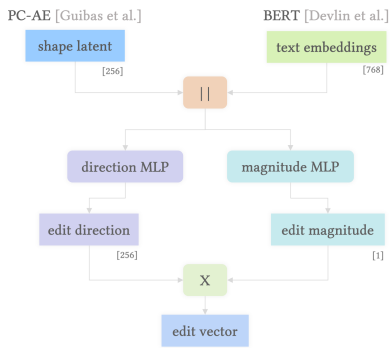 PC-AE [Guibas et al.]
BERT [Devlin et al.]
shape latent
text embeddings
[256]
[768]
||
direction MLP
magnitude MLP
edit direction
edit magnitude
[256]
[1]
X
edit vector